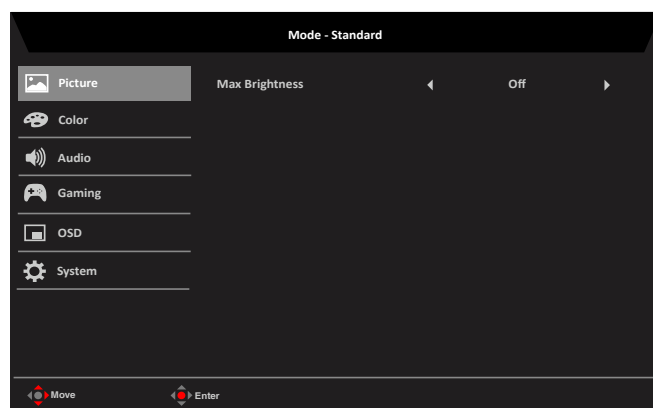 Mode - Standard
Picture
Max Brightness Off
Color
Audio
Gaming
OSD
System
Move Enter